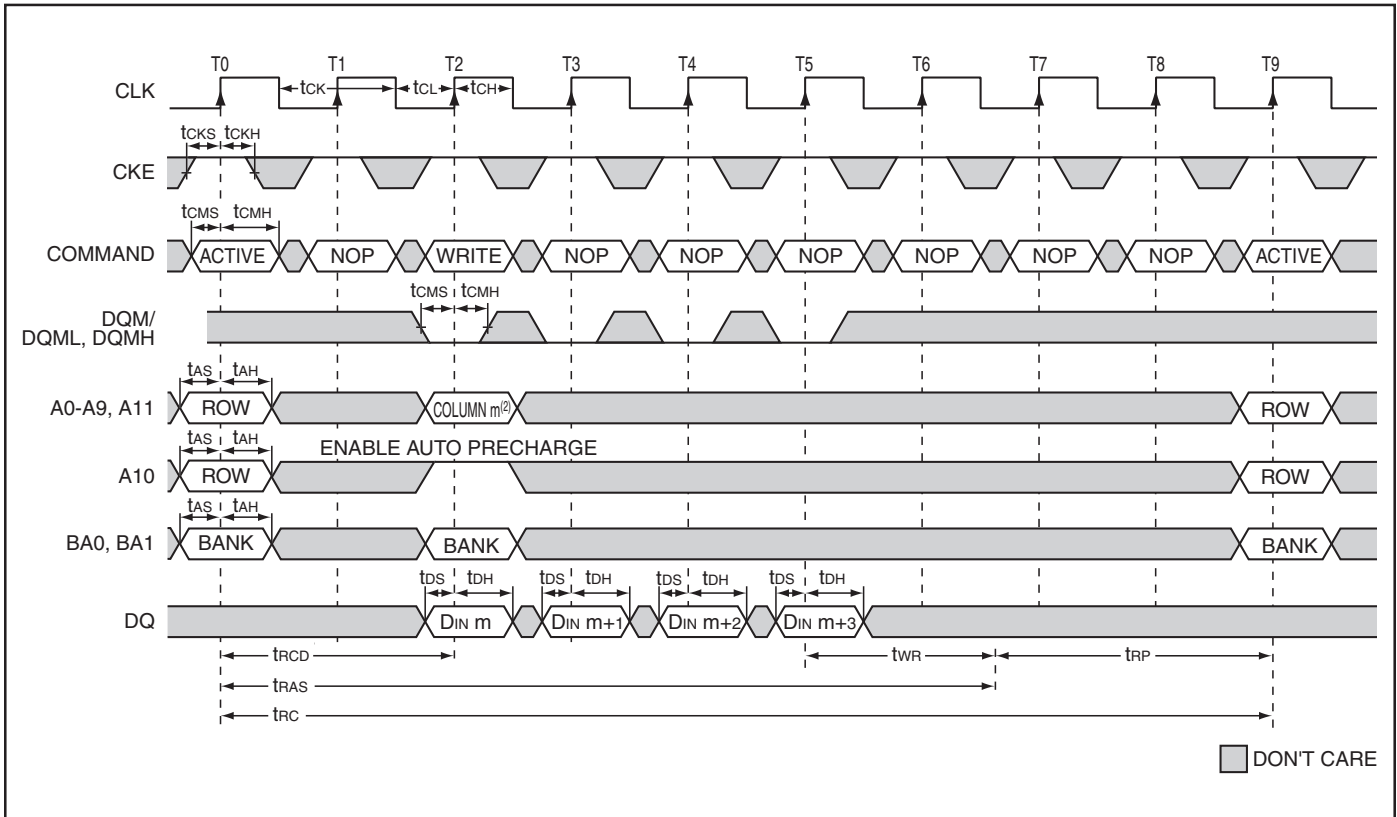 T0 T1 T2 T3 T4 T5 T6 T7 T8 T9
CLK tCK tCL tCH
tCKS tCKH
CKE
tCMS tCMH
COMMAND ACTIVE NOP WRITE NOP NOP NOP NOP NOP NOP ACTIVE
tCMS tCMH
DQM/
DQML, DQMH
tAS tAH
A0-A9, A11 ROW COLUMN m(2) ROW
tAS tAH ENABLE AUTO PRECHARGE
A10 ROW ROW
tAS tAH
BA0, BA1 BANK BANK BANK
tDS tDH tDS tDH tDS tDH tDS tDH
DQ DIN m DIN m+1 DIN m+2 DIN m+3
tRCD tWR tRP
tRAS
tRC
DON'T CARE